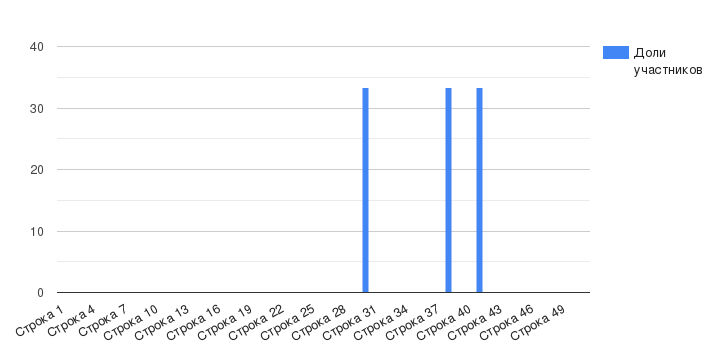 40
30
20
10
0
Доли
участников
Строка 1
Строка 4
Строка 7
Строка 10
Строка 13
Строка 16
Строка 19
Строка 22
Строка 25
Строка 28
Строка 31
Строка 34
Строка 37
Строка 40
Строка 43
Строка 46
Строка 49